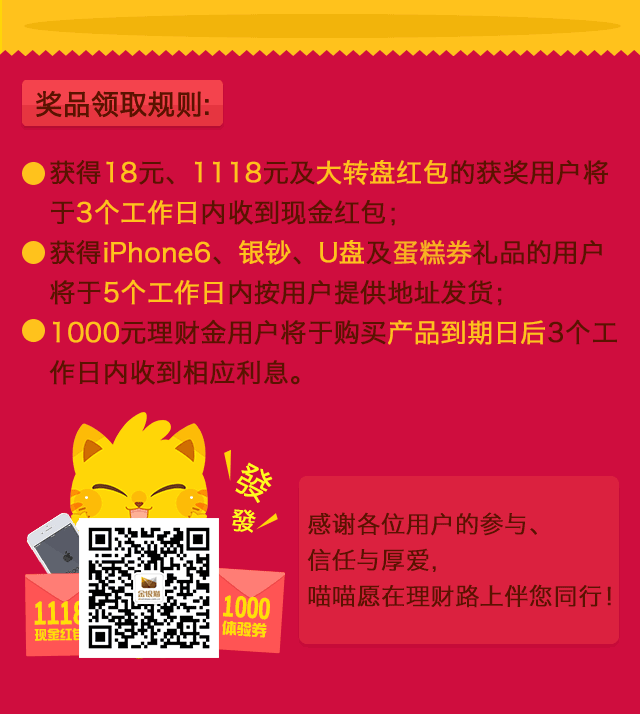 奖品领取规则:
获得18元、1118元及大转盘红包的获奖用户将
于3个工作日内收到现金红包；
获得iPhone6、银钞、U盘及蛋糕券礼品的用户
将于5个工作日内按用户提供地址发货；
1000元理财金用户将于购买产品到期日后3个工
作日内收到相应利息。
發
發
感谢各位用户的参与、
信任与厚爱,
喵喵愿在理财路上伴您同行!
金银猫
1118
现金红包
1000
体验券